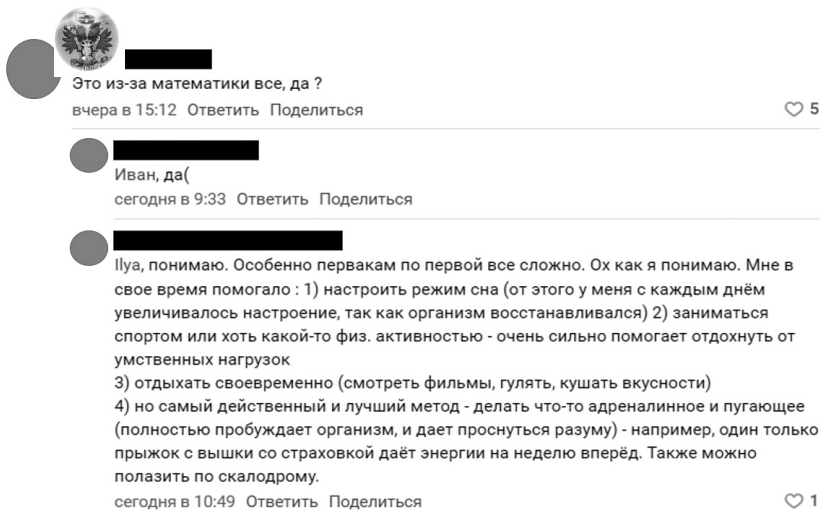 Это из-за математики все, да ?
вчера в 15:12 Ответить Поделиться 5
Иван, да(
сегодня в 9:33 Ответить Поделиться
Ilya, понимаю. Особенно первакам по первой все сложно. Ох как я понимаю. Мне в
свое время помогало : 1) настроить режим сна (от этого у меня с каждым днём
увеличивалось настроение, так как организм восстанавливался) 2) заниматься
спортом или хоть какой-то физ. активностью - очень сильно помогает отдохнуть от
умственных нагрузок
3) отдыхать своевременно (смотреть фильмы, гулять, кушать вкусности)
4) но самый действенный и лучший метод - делать что-то адреналинное и пугающее
(полностью пробуждает организм, и дает проснуться разуму) - например, один только
прыжок с вышки со страховкой даёт энергии на неделю вперёд. Также можно
полазить по скалодрому.
сегодня в 10:49 Ответить Поделиться 1